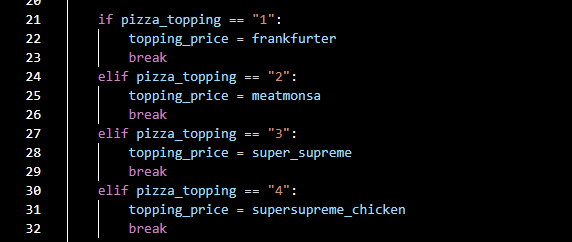 20
21 if pizza_topping == "1":
22 topping_price = frankfurter
23 break
24 elif pizza_topping == "2":
25 topping_price = meatmonsa
26 break
27 elif pizza_topping == "3":
28 topping_price = super_supreme
29 break
30 elif pizza_topping == "4":
31 topping_price = supersupreme_chicken
32 break